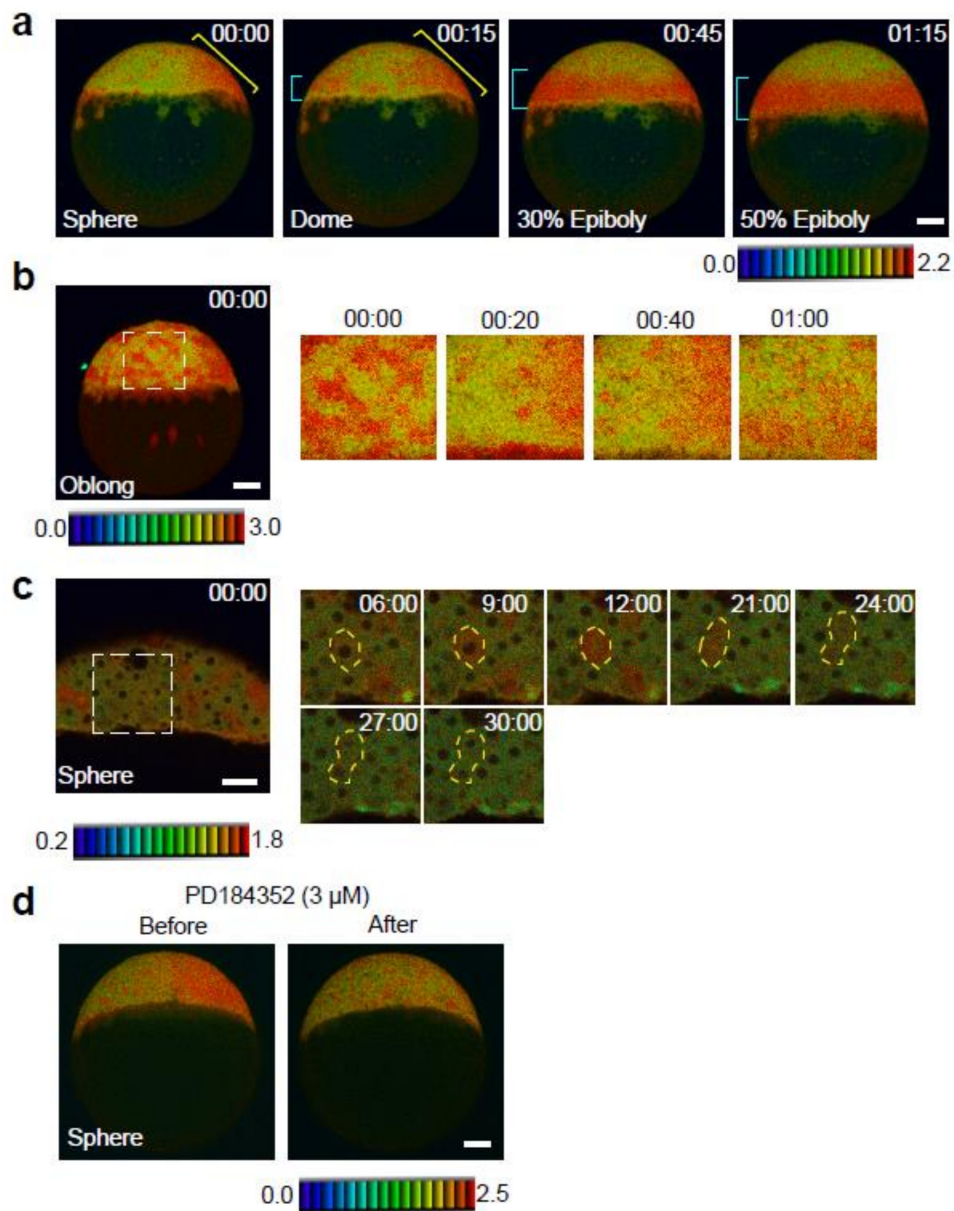 a
00:00 00:15 00:45 01:15
Sphere Dome 30% Epiboly 50% Epiboly
0.0 2.2
b
00:00 00:00 00:20 00:40 01:00
Oblong
0.0 3.0
c
00:00 06:00 9:00 12:00 21:00 24:00
27:00 30:00
Sphere
0.2 1.8
d
PD184352 (3 µM)
Before After
Sphere
0.0 2.5